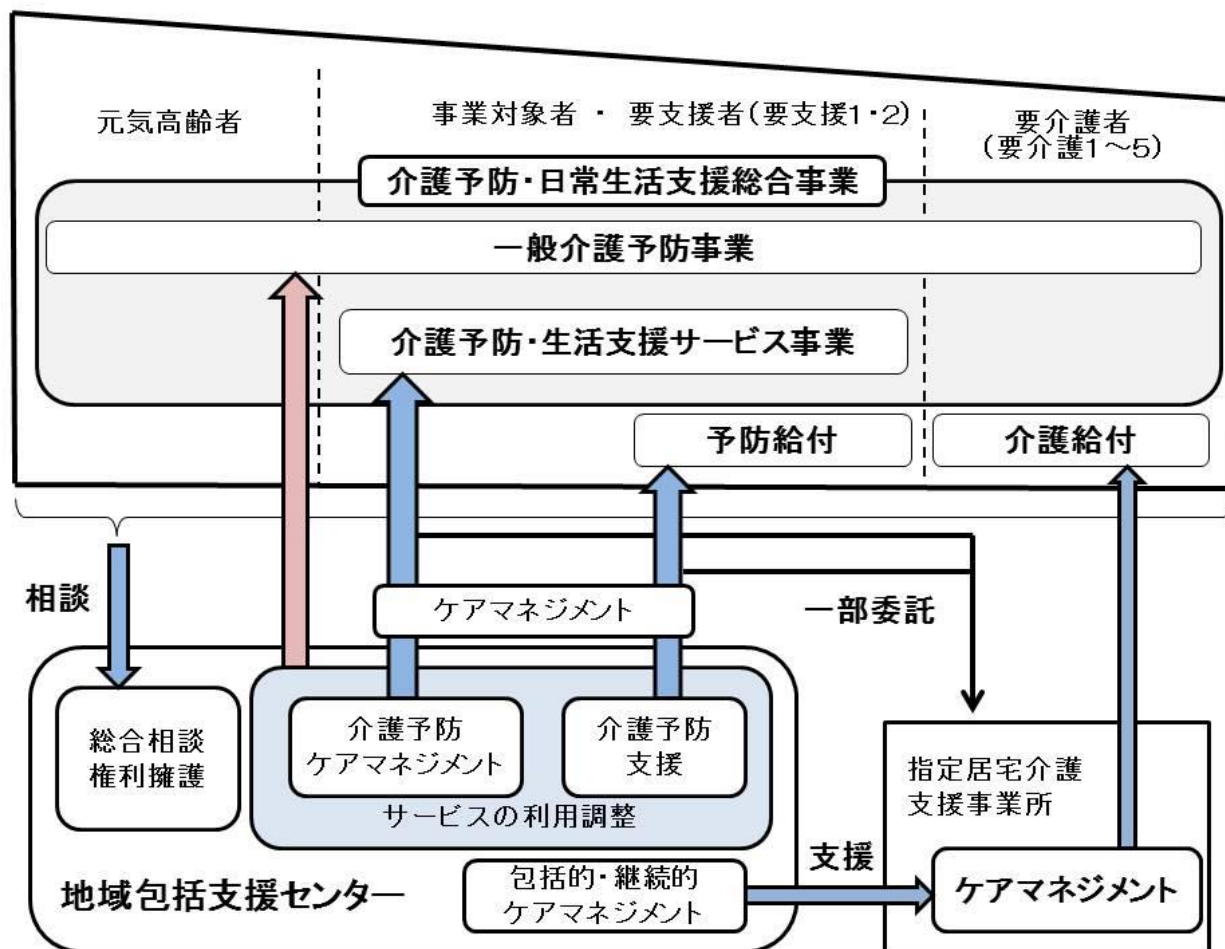 元気高齢者
事業対象者 ・ 要支援者(要支援1・2)
要介護者
(要介護1～5)
介護予防・日常生活支援総合事業
一般介護予防事業
介護予防・生活支援サービス事業
予防給付
介護給付
相談
ケアマネジメント
一部委託
総合相談
権利擁護
介護予防
ケアマネジメント
介護予防
支援
サービスの利用調整
地域包括支援センター
包括的・継続的
ケアマネジメント
支援
指定居宅介護
支援事業所
ケアマネジメント